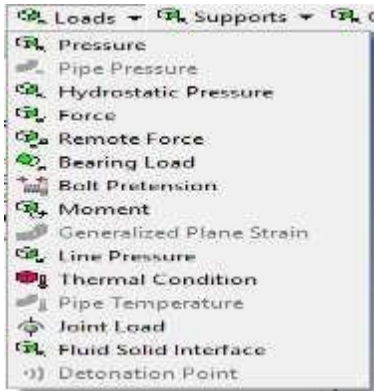 Loads Supports
Pressure
Pipe Pressure
Hydrostatic Pressure
Force
Remote Force
Bearing Load
Bolt Pretension
Moment
Generalized Plane Strain
Line Pressure
Thermal Condition
Pipe Temperature
Joint Load
Fluid Solid Interface
Detonation Point